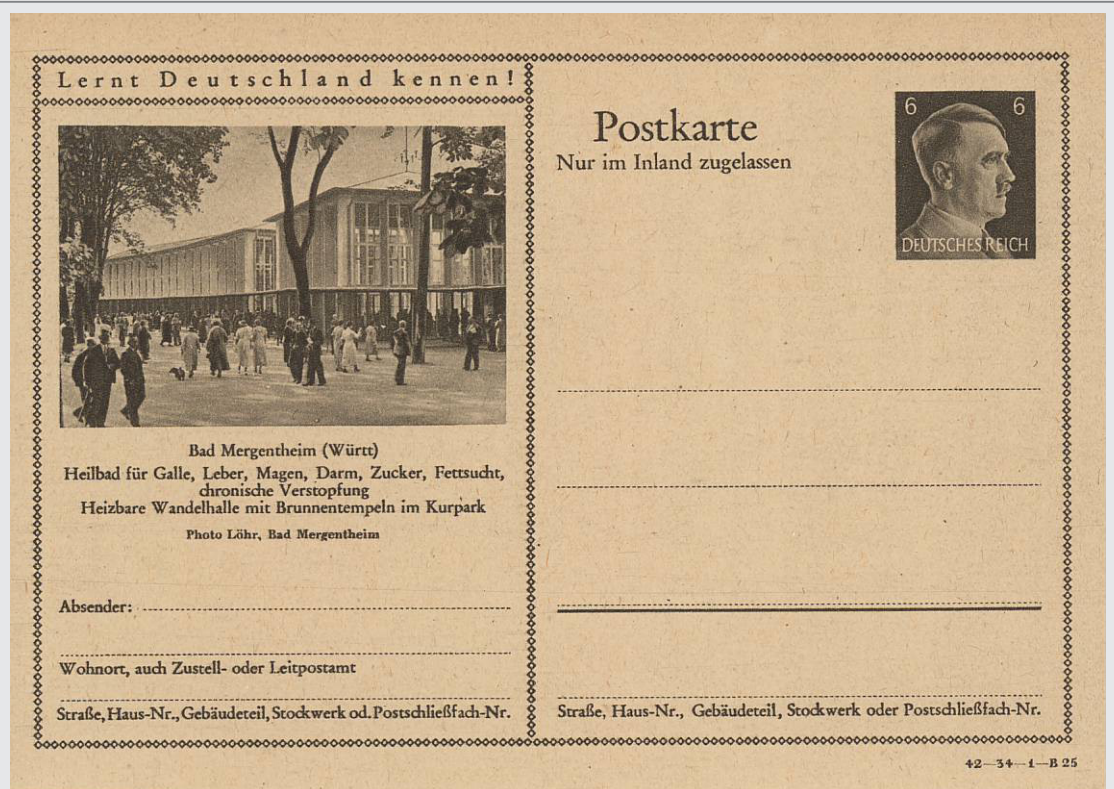 Lernt Deutschland kennen!
Bad Mergentheim (Württ)
Heilbad für Galle, Leber, Magen, Darm, Zucker, Fettsucht,
chronische Verstopfung
Heizbare Wandelhalle mit Brunnentempeln im Kurpark
Photo Löhr, Bad Mergentheim
Absender:
Wohnort, auch Zustell- oder Leitpostamt
Straße, Haus-Nr., Gebäudeteil, Stockwerk od. Postschließfach-Nr.
Postkarte
Nur im Inland zugelassen
6 6
DEUTSCHES REICH
Straße, Haus-Nr., Gebäudeteil, Stockwerk oder Postschließfach-Nr.
42—34—1—B 25